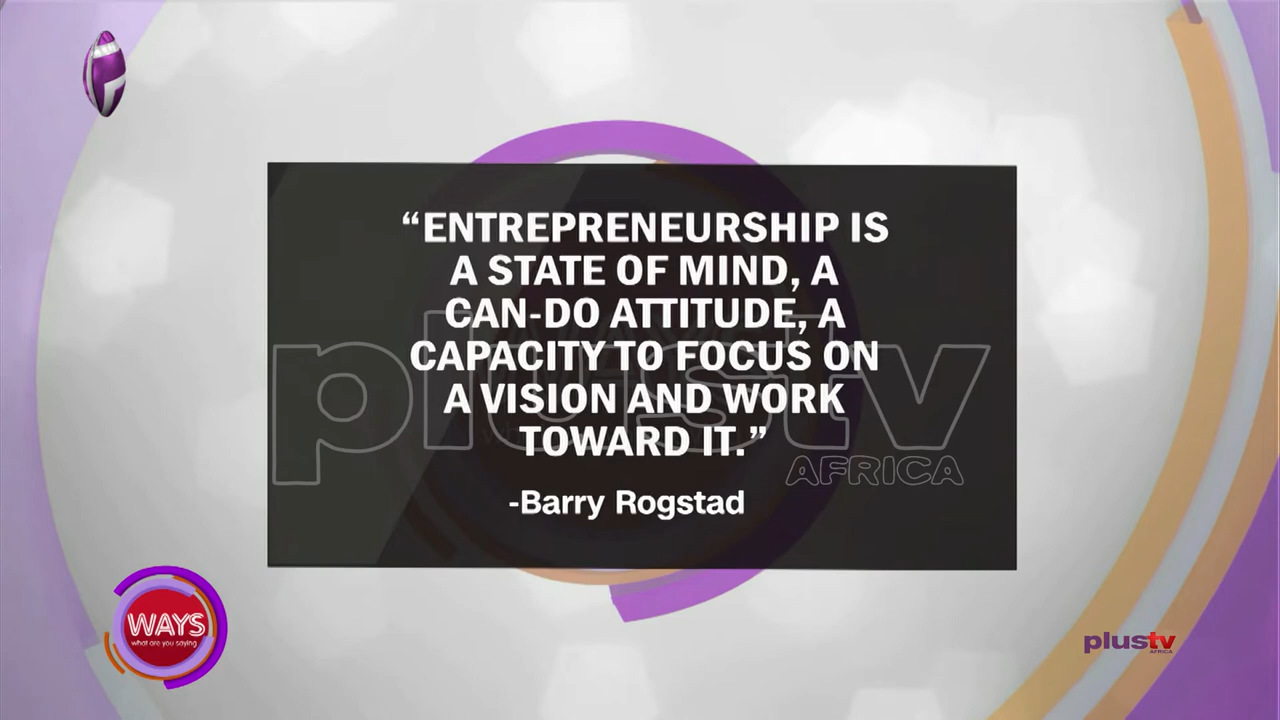 “ENTREPRENEURSHIP IS
A STATE OF MIND, A
CAN-DO ATTITUDE, A
CAPACITY TO FOCUS ON
A VISION AND WORK
TOWARD IT.”
-Barry Rogstad
plustv
AFRICA
WAYS
what are you saying
plustv
AFRICA